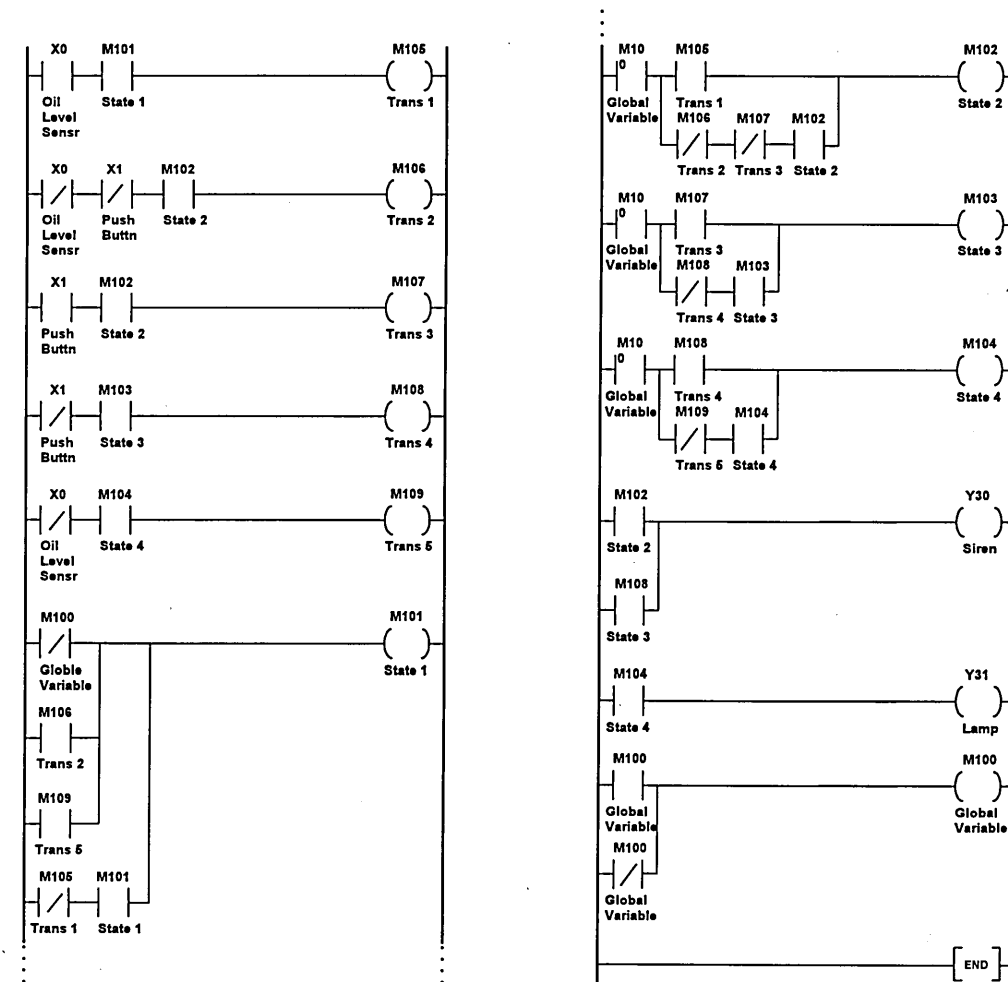 X0 M101 M105
Oil State 1 Trans 1
Level
Sensr
X0 X1 M102 M106
Oil Push State 2 Trans 2
Level Buttn
Sensr
X1 M102 M107
Push State 2 Trans 3
Buttn
X1 M103 M108
Push State 3 Trans 4
Buttn
X0 M104 M109
Oil State 4 Trans 5
Level
Sensr
M100 M101
Globle State 1
Variable
M106
Trans 2
M109
Trans 5
M105 M101
Trans 1 State 1
M10 M105 M102
0
Global Trans 1 State 2
Variable M106 M107 M102
Trans 2 Trans 3 State 2
M10 M107 M103
0
Global Trans 3 State 3
Variable M108 M103
Trans 4 State 3
M10 M108 M104
0
Global Trans 4 State 4
Variable M109 M104
Trans 5 State 4
M102 Y30
State 2 Siren
M108
State 3
M104 Y31
State 4 Lamp
M100 M100
Global Global
Variable Variable
M100
Global
Variable
END